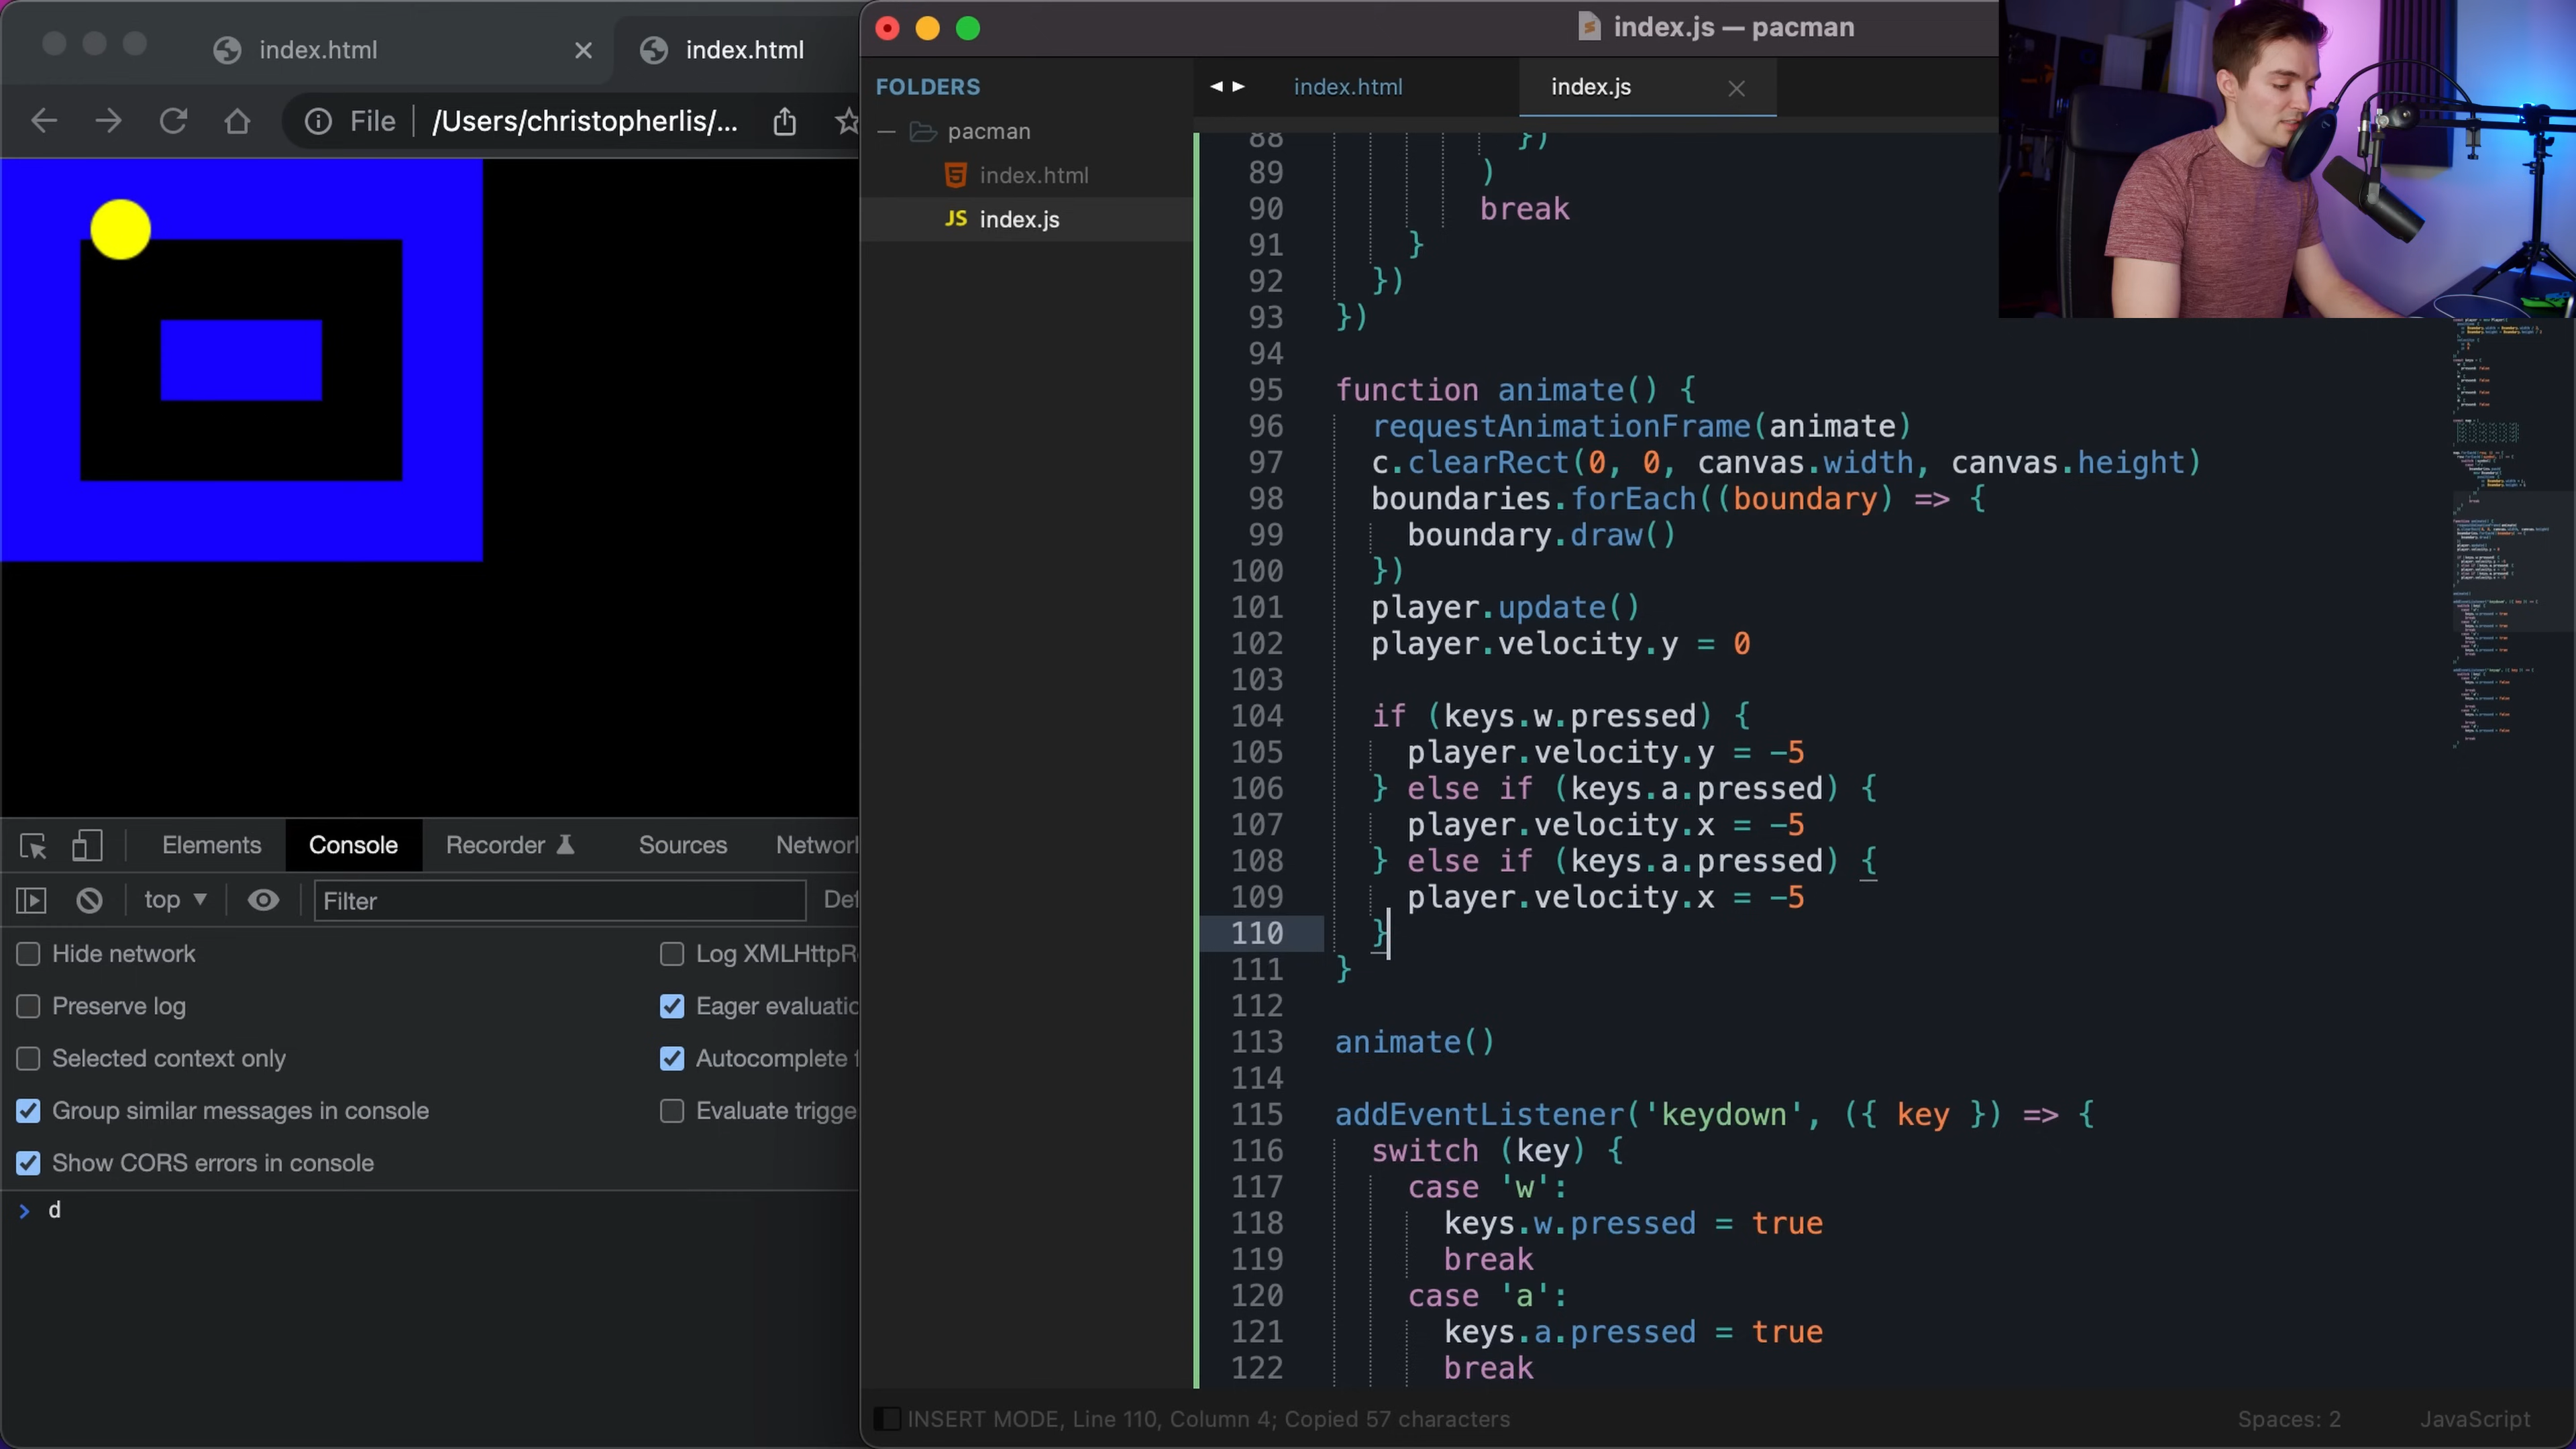 index.html
index.html
File
/Users/christopherlis/...
Elements
Console
Recorder
Sources
top
Filter
Hide network
Preserve log
Eager evaluatio
Selected context only
Autocomplete
Group similar messages in console
Evaluate trigge
Show CORS errors in console
> d
index.js — pacman
FOLDERS
pacman
index.html
JS index.js
index.html
index.js
88 })
89 )
90 break
91 }
92 })
93 })
94
95 function animate() {
96 requestAnimationFrame(animate)
97 c.clearRect(0, 0, canvas.width, canvas.height)
98 boundaries.forEach((boundary) => {
99 boundary.draw()
100 })
101 player.update()
102 player.velocity.y = 0
103
104 if (keys.w.pressed) {
105 player.velocity.y = -5
106 } else if (keys.a.pressed) {
107 player.velocity.x = -5
108 } else if (keys.a.pressed) {
109 player.velocity.x = -5
110 }
111 }
112
113 animate()
114
115 addEventListener('keydown', ({ key }) => {
116 switch (key) {
117 case 'w':
118 keys.w.pressed = true
119 break
120 case 'a':
121 keys.a.pressed = true
122 break
INSERT MODE, Line 110, Column 4; Copied 57 characters
Spaces: 2
JavaScript